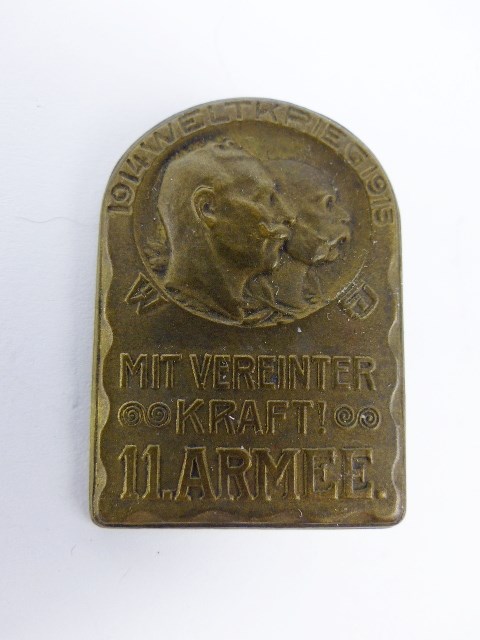 1914 WELTKRIEG 1915
W
MIT VEREINTER
KRAFT!
11. ARMEE.